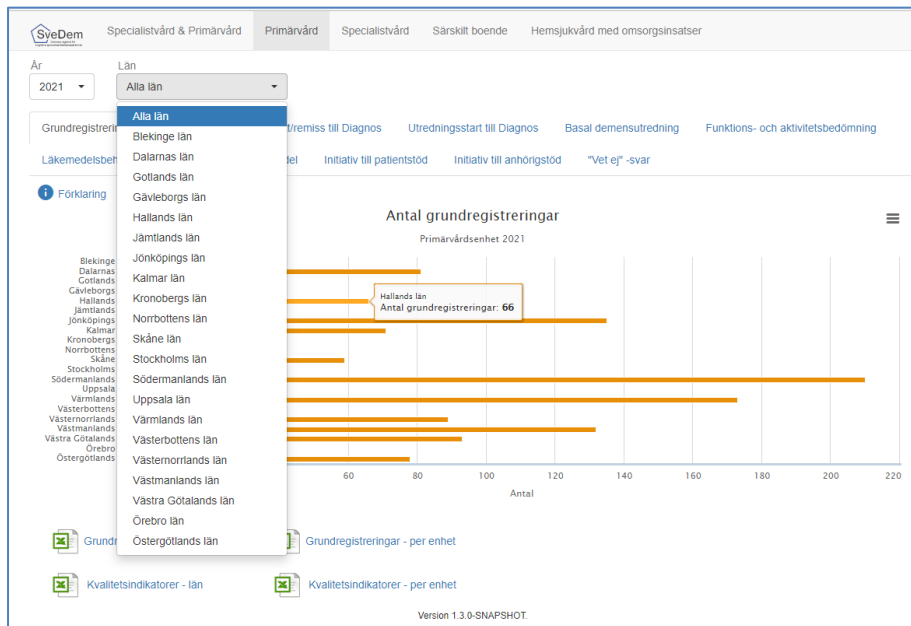 SveDem Specialistvård & Primärvård Primärvård Specialistvård Särskilt boende Hemsjukvård med omsorgsinsatser
År Län
2021 Alla län
Alla län
Blekinge län
Dalarnas län
Gotlands län
Gävleborgs län
Hallands län
Jämtlands län
Jönköpings län
Kalmar län
Kronobergs län
Norrbottens län
Skåne län
Stockholms län
Södermanlands län
Uppsala län
Värmlands län
Västerbottens län
Västernorrlands län
Västmanlands län
Västra Götalands län
Örebro län
Östergötlands län
Utredningsstart till Diagnos Basal demensutredning Funktions- och aktivitetsbedömning
/remiss till Diagnos
Initiativ till patientstöd Initiativ till anhörigstöd "Vet ej" -svar
Förklaring
Antal grundregistreringar
Primärvårdsenhet 2021
Blekinge
Dalarnas
Gotlands
Gävleborgs
Hallands
Jämtlands
Jönköpings
Kalmar
Kronobergs
Norrbottens
Skåne
Stockholms
Södermanlands
Uppsala
Värmlands
Västerbottens
Västernorrlands
Västmanlands
Västra Götalands
Örebro
Östergötlands
Hallands län
Antal grundregistreringar: 66
60 80 100 120 140 160 180 200 220
Antal
Grundregistreringar - per enhet
Kvalitetsindikatorer - län Kvalitetsindikatorer - per enhet
Version 1.3.0-SNAPSHOT.